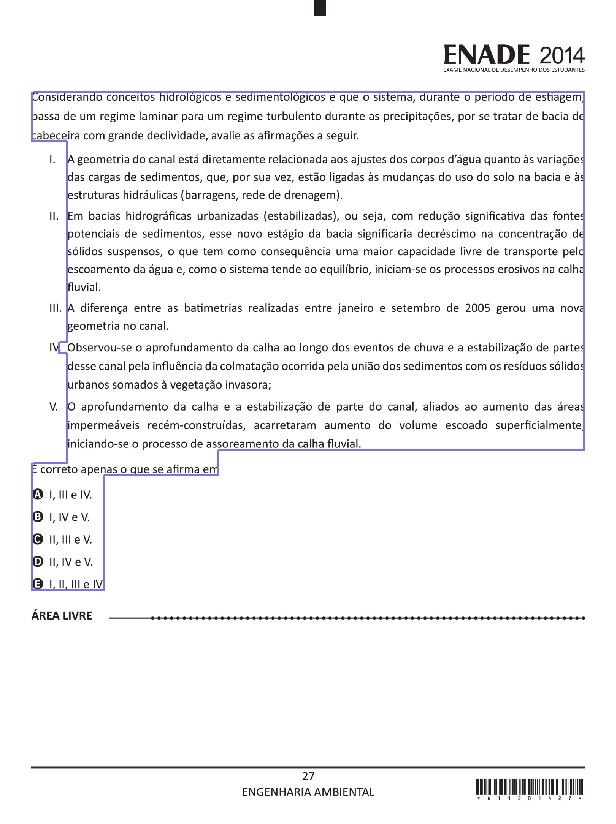 ENADE 2014
EXAME NACIONAL DE DESEMPENHO DOS ESTUDANTES
Considerando conceitos hidrológicos e sedimentológicos e que o sistema, durante o período de estiagem,
passa de um regime laminar para um regime turbulento durante as precipitações, por se tratar de bacia de
cabeceira com grande declividade, avalie as afirmações a seguir.
I. A geometria do canal está diretamente relacionada aos ajustes dos corpos d’água quanto às variações
das cargas de sedimentos, que, por sua vez, estão ligadas às mudanças do uso do solo na bacia e às
estruturas hidráulicas (barragens, rede de drenagem).
II. Em bacias hidrográficas urbanizadas (estabilizadas), ou seja, com redução significativa das fontes
potenciais de sedimentos, esse novo estágio da bacia significaria decréscimo na concentração de
sólidos suspensos, o que tem como consequência uma maior capacidade livre de transporte pelo
escoamento da água e, como o sistema tende ao equilíbrio, iniciam-se os processos erosivos na calha
fluvial.
III. A diferença entre as batimetrias realizadas entre janeiro e setembro de 2005 gerou uma nova
geometria no canal.
IV. Observou-se o aprofundamento da calha ao longo dos eventos de chuva e a estabilização de partes
desse canal pela influência da colmatação ocorrida pela união dos sedimentos com os resíduos sólidos
urbanos somados à vegetação invasora;
V. O aprofundamento da calha e a estabilização de parte do canal, aliados ao aumento das áreas
impermeáveis recém-construídas, acarretaram aumento do volume escoado superficialmente,
iniciando-se o processo de assoreamento da calha fluvial.
É correto apenas o que se afirma em
A I, III e IV.
B I, IV e V.
C II, III e V.
D II, IV e V.
E I, II, III e IV
ÁREA LIVRE
27
ENGENHARIA AMBIENTAL